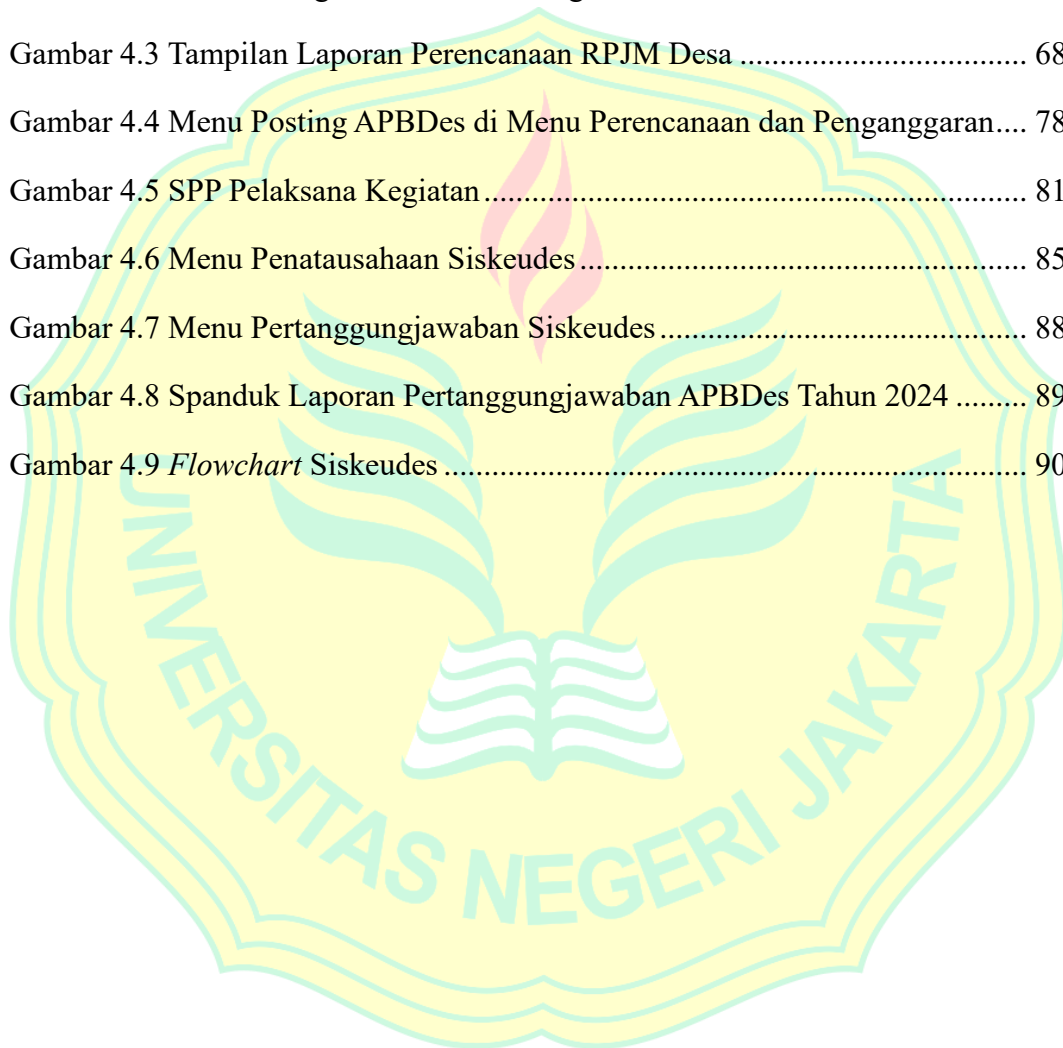 Gambar 4.3 Tampilan Laporan Perencanaan RPJM Desa .................................. 68
Gambar 4.4 Menu Posting APBDes di Menu Perencanaan dan Penganggaran.... 78
Gambar 4.5 SPP Pelaksana Kegiatan................................................................. 81
Gambar 4.6 Menu Penatausahaan Siskeudes..................................................... 85
Gambar 4.7 Menu Pertanggungjawaban Siskeudes............................................ 88
Gambar 4.8 Spanduk Laporan Pertanggungjawaban APBDes Tahun 2024 ......... 89
Gambar 4.9 Flowchart Siskeudes ...................................................................... 90
UNIVERSITAS NEGERI JAKARTA